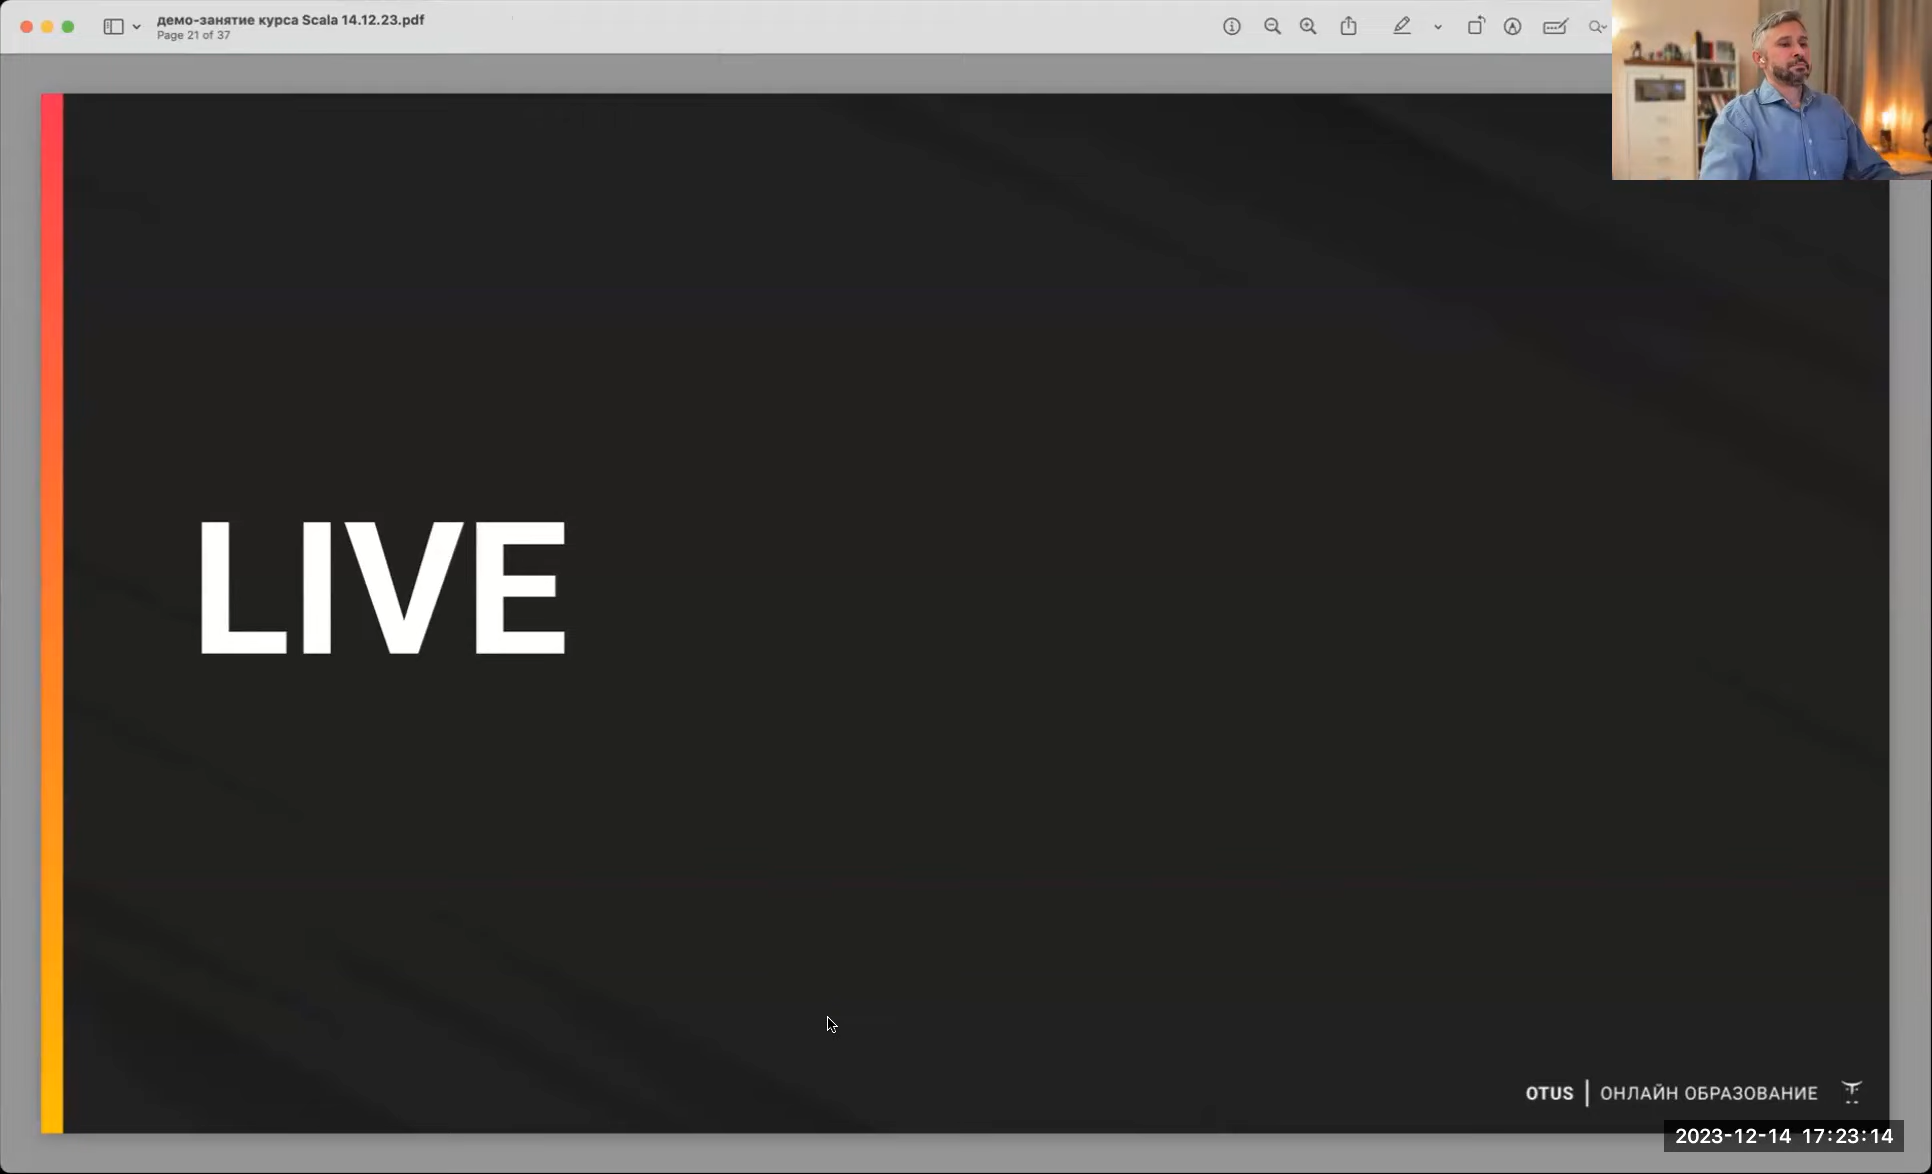 демо-занятие курса Scala 14.12.23.pdf
Page 21 of 37
LIVE
OTUS | ОНЛАЙН ОБРАЗОВАНИЕ
2023-12-14 17:23:14